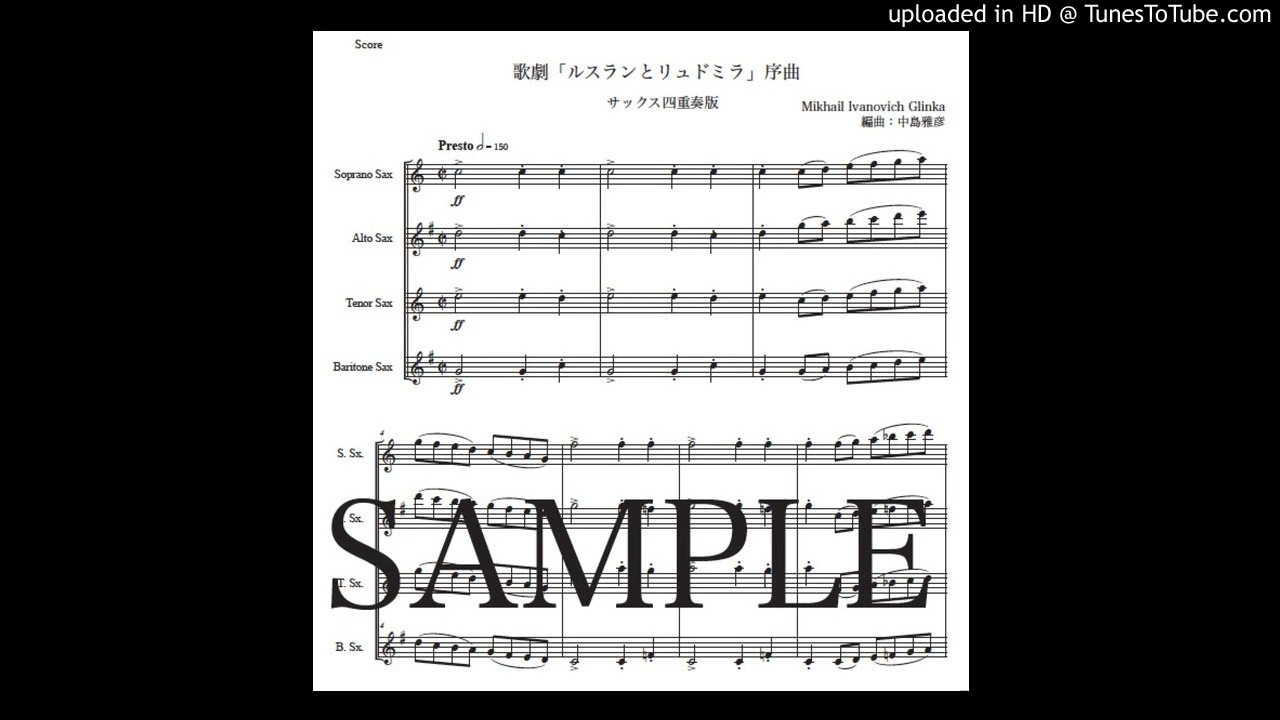 uploaded in HD @ TunesToTube.com
Score
歌劇「ルスランとリュドミラ」序曲
サックス四重奏版
Mikhail Ivanovich Glinka
編曲：中島雅彦
Presto 𝅗𝅥 = 150
Soprano Sax
ff
Alto Sax
ff
Tenor Sax
ff
Baritone Sax
ff
4
S. Sx.
Sx.
T. Sx.
4
B. Sx.
SAMPLE